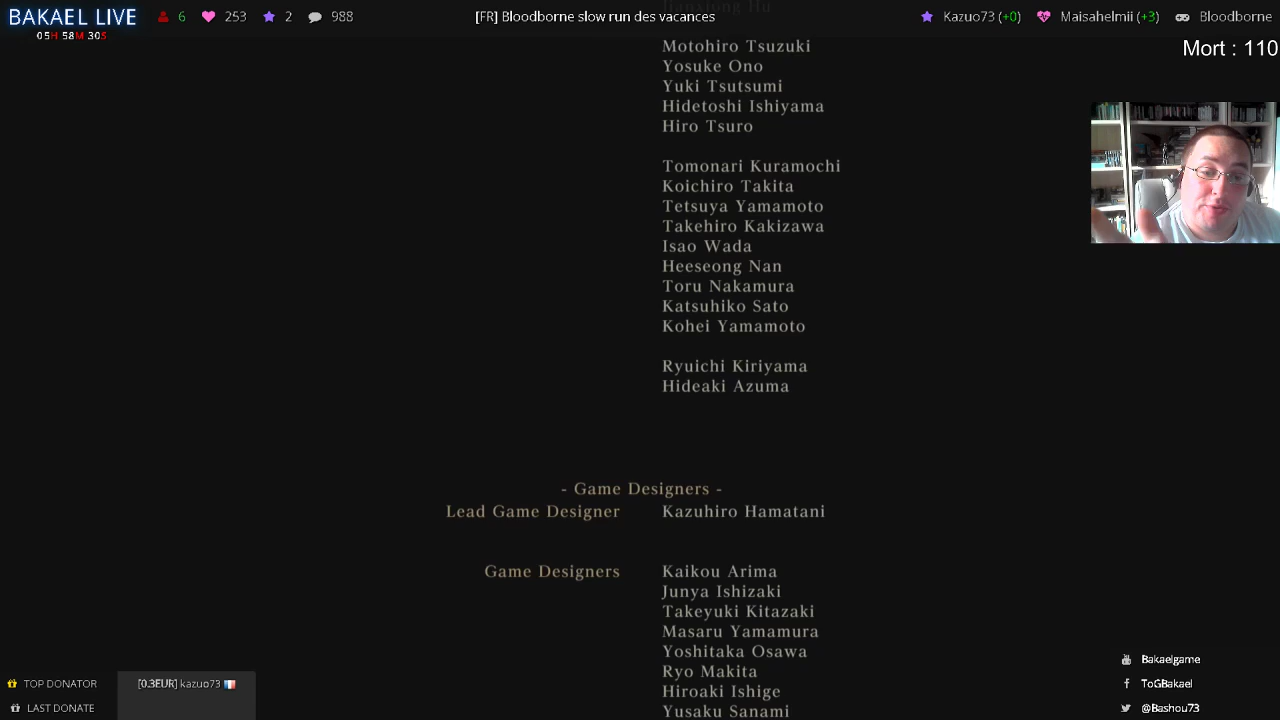 BAKAEL LIVE
05H 58M 30S
6 253 2 988
[FR] Bloodborne slow run des vacances
Kazuo73 (+0) Maisahelmii (+3) Bloodborne
Mort : 110
Jianxiong Hu
Motohiro Tsuzuki
Yosuke Ono
Yuki Tsutsumi
Hidetoshi Ishiyama
Hiro Tsuro
Tomonari Kuramochi
Koichiro Takita
Tetsuya Yamamoto
Takehiro Kakizawa
Isao Wada
Heeseong Nan
Toru Nakamura
Katsuhiko Sato
Kohei Yamamoto
Ryuichi Kiriyama
Hideaki Azuma
- Game Designers -
Lead Game Designer Kazuhiro Hamatani
Game Designers Kaikou Arima
Junya Ishizaki
Takeyuki Kitazaki
Masaru Yamamura
Yoshitaka Osawa
Ryo Makita
Hiroaki Ishige
Yusaku Sanami
TOP DONATOR [0.3EUR] kazuo73
LAST DONATE
Bakaelgame
ToGBakael
@Bashou73